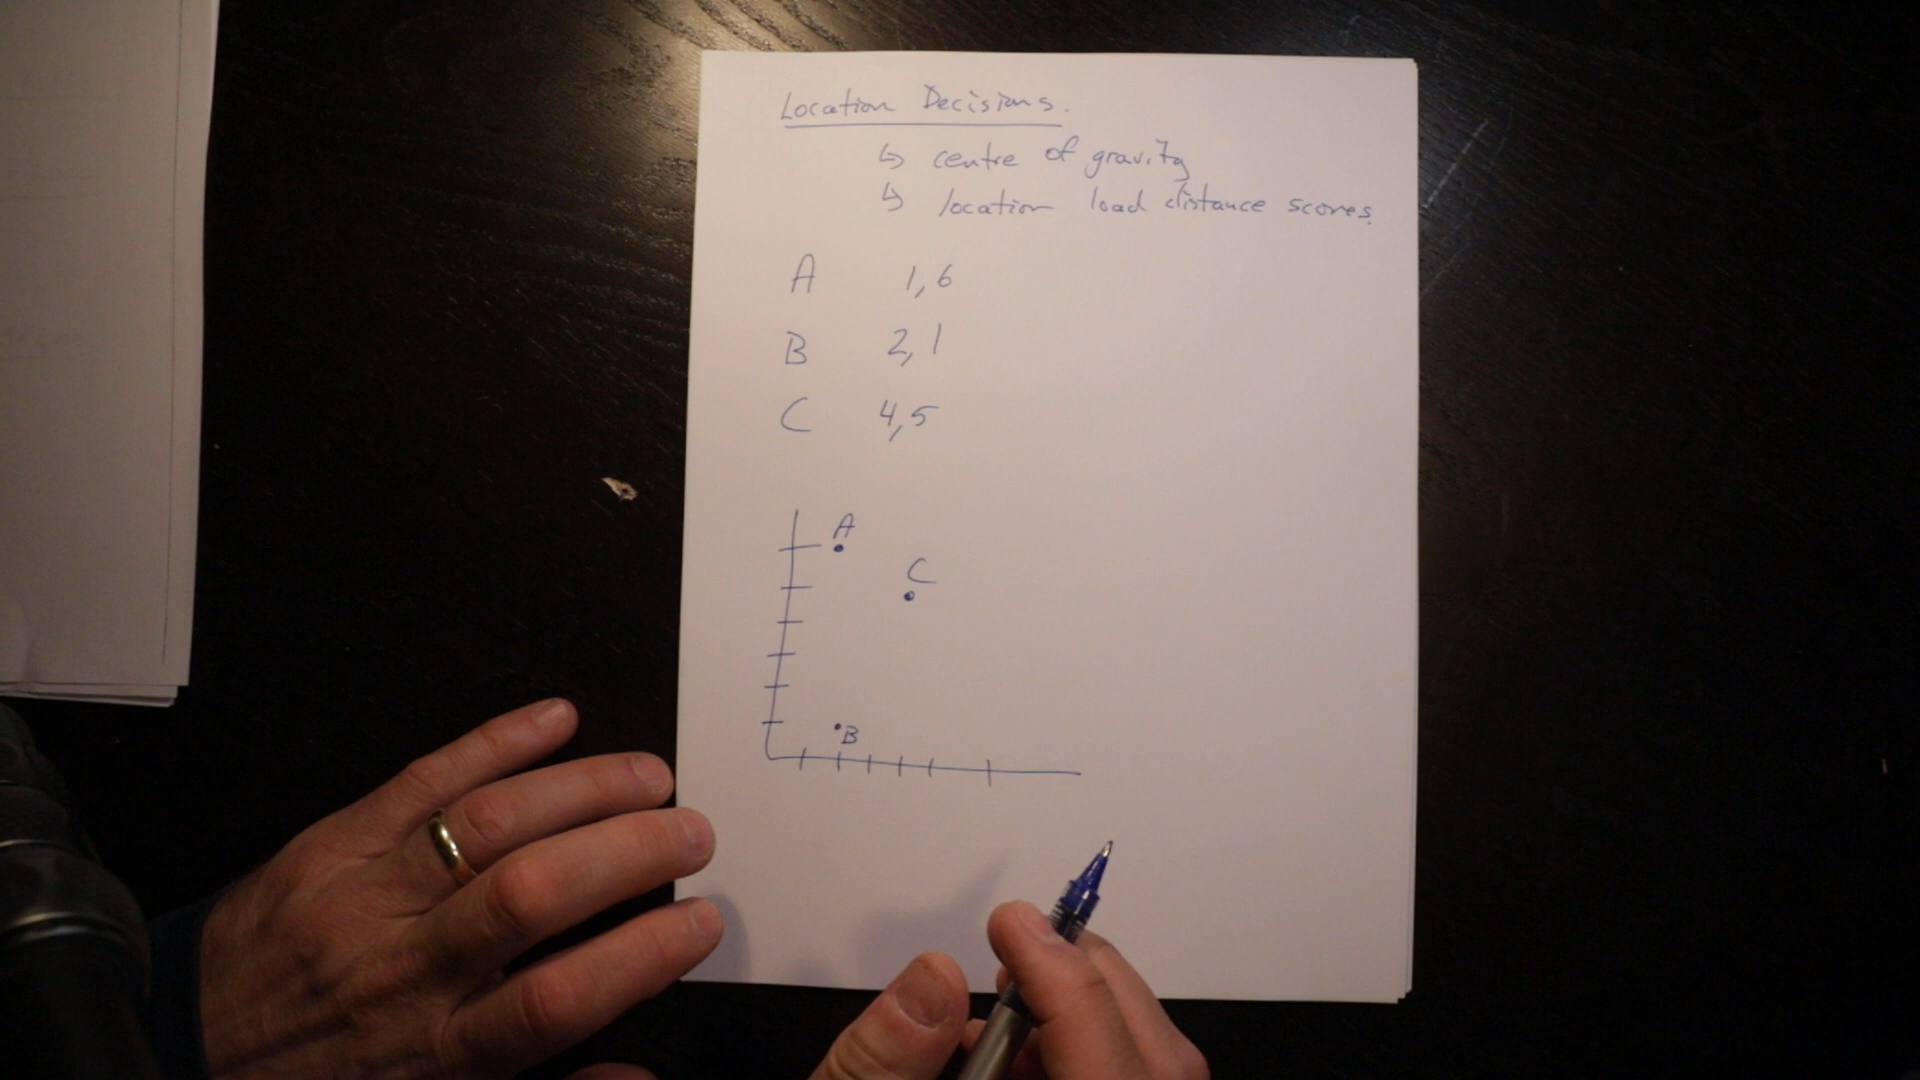 Location Decisions.
↳ centre of gravity
↳ location load distance scores.
A 1,6
B 2,1
C 4,5
A
C
B